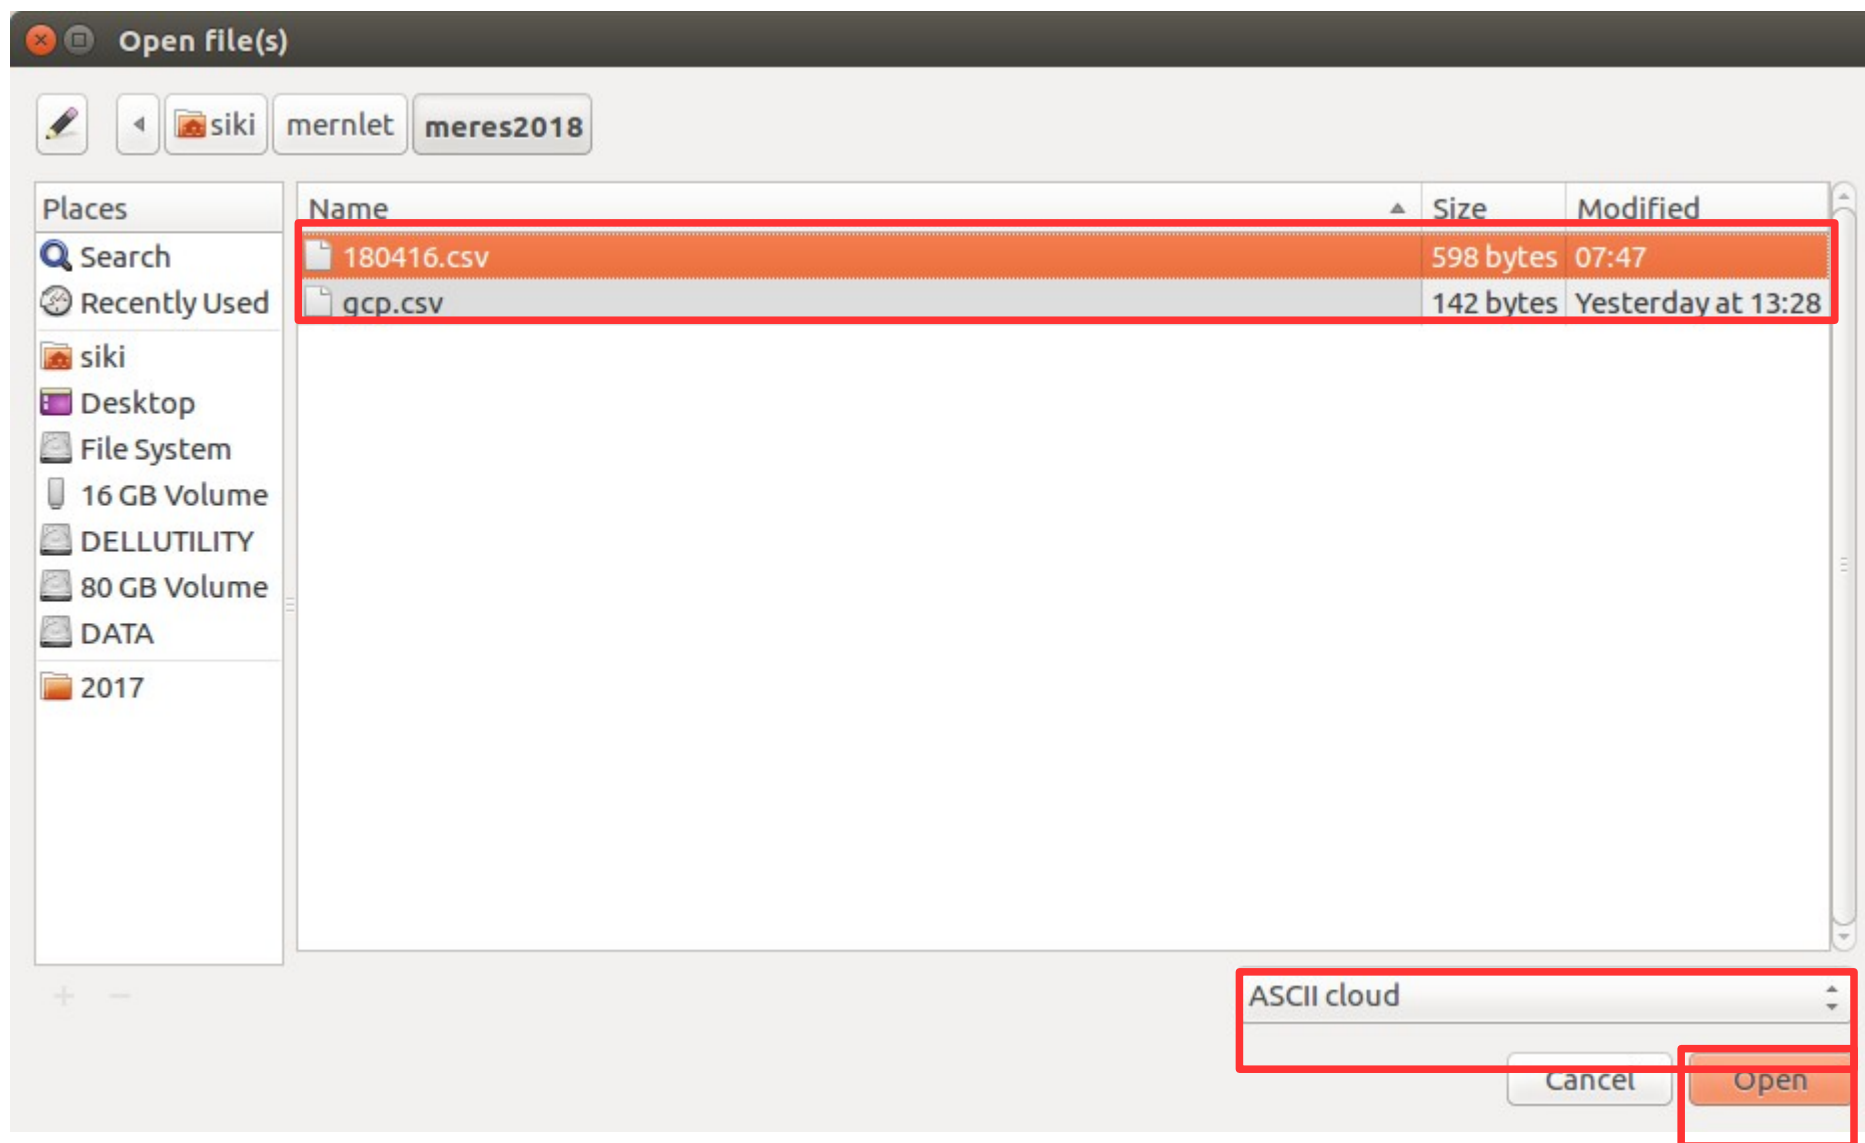 Open file(s)
siki mernlet meres2018
Places
Search
Recently Used
siki
Desktop
File System
16 GB Volume
DELLUTILITY
80 GB Volume
DATA
2017
Name Size Modified
180416.csv 598 bytes 07:47
gcp.csv 142 bytes Yesterday at 13:28
ASCII cloud
Cancel Open